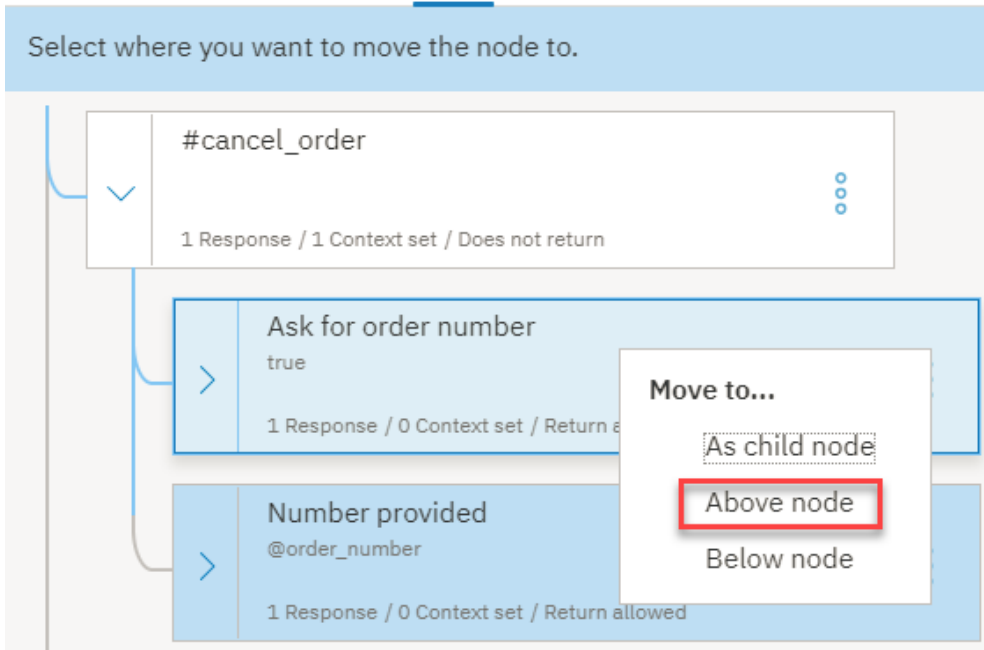 Select where you want to move the node to.
#cancel_order
1 Response / 1 Context set / Does not return
Ask for order number
true
1 Response / 0 Context set / Return
Move to...
As child node
Above node
Below node
Number provided
@order_number
1 Response / 0 Context set / Return allowed